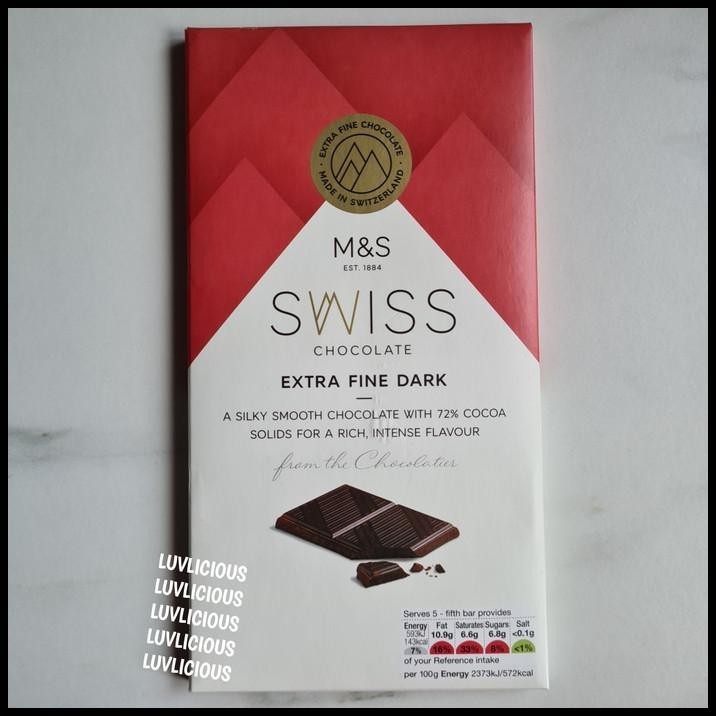 EXTRA FINE CHOCOLATE
MADE IN SWITZERLAND
M&S
EST. 1884
SWISS
CHOCOLATE
EXTRA FINE DARK
A SILKY SMOOTH CHOCOLATE WITH 72% COCOA
SOLIDS FOR A RICH, INTENSE FLAVOUR
from the Chocolatier
LUVLICIOUS
LUVLICIOUS
LUVLICIOUS
LUVLICIOUS
LUVLICIOUS
Serves 5 - fifth bar provides
Energy Fat Saturates Sugars Salt
593kJ 10.9g 6.6g 6.8g <0.1g
143kcal
7% 16% 33% 8% <1%
of your Reference intake
per 100g Energy 2373kJ/572kcal